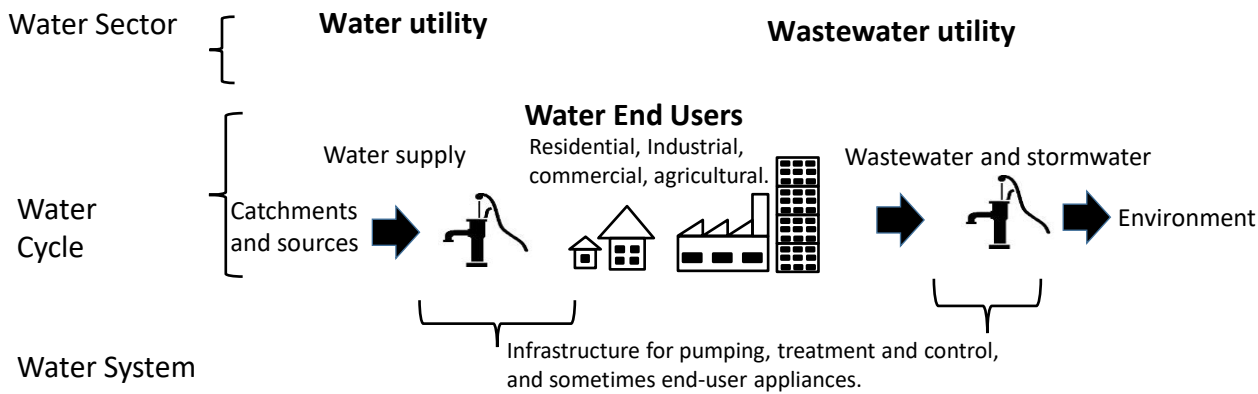 Water Sector
Water utility
Wastewater utility
Water End Users
Residential, Industrial,
commercial, agricultural.
Water supply
Wastewater and stormwater
Water
Cycle
Catchments
and sources
Environment
Water System
Infrastructure for pumping, treatment and control,
and sometimes end-user appliances.